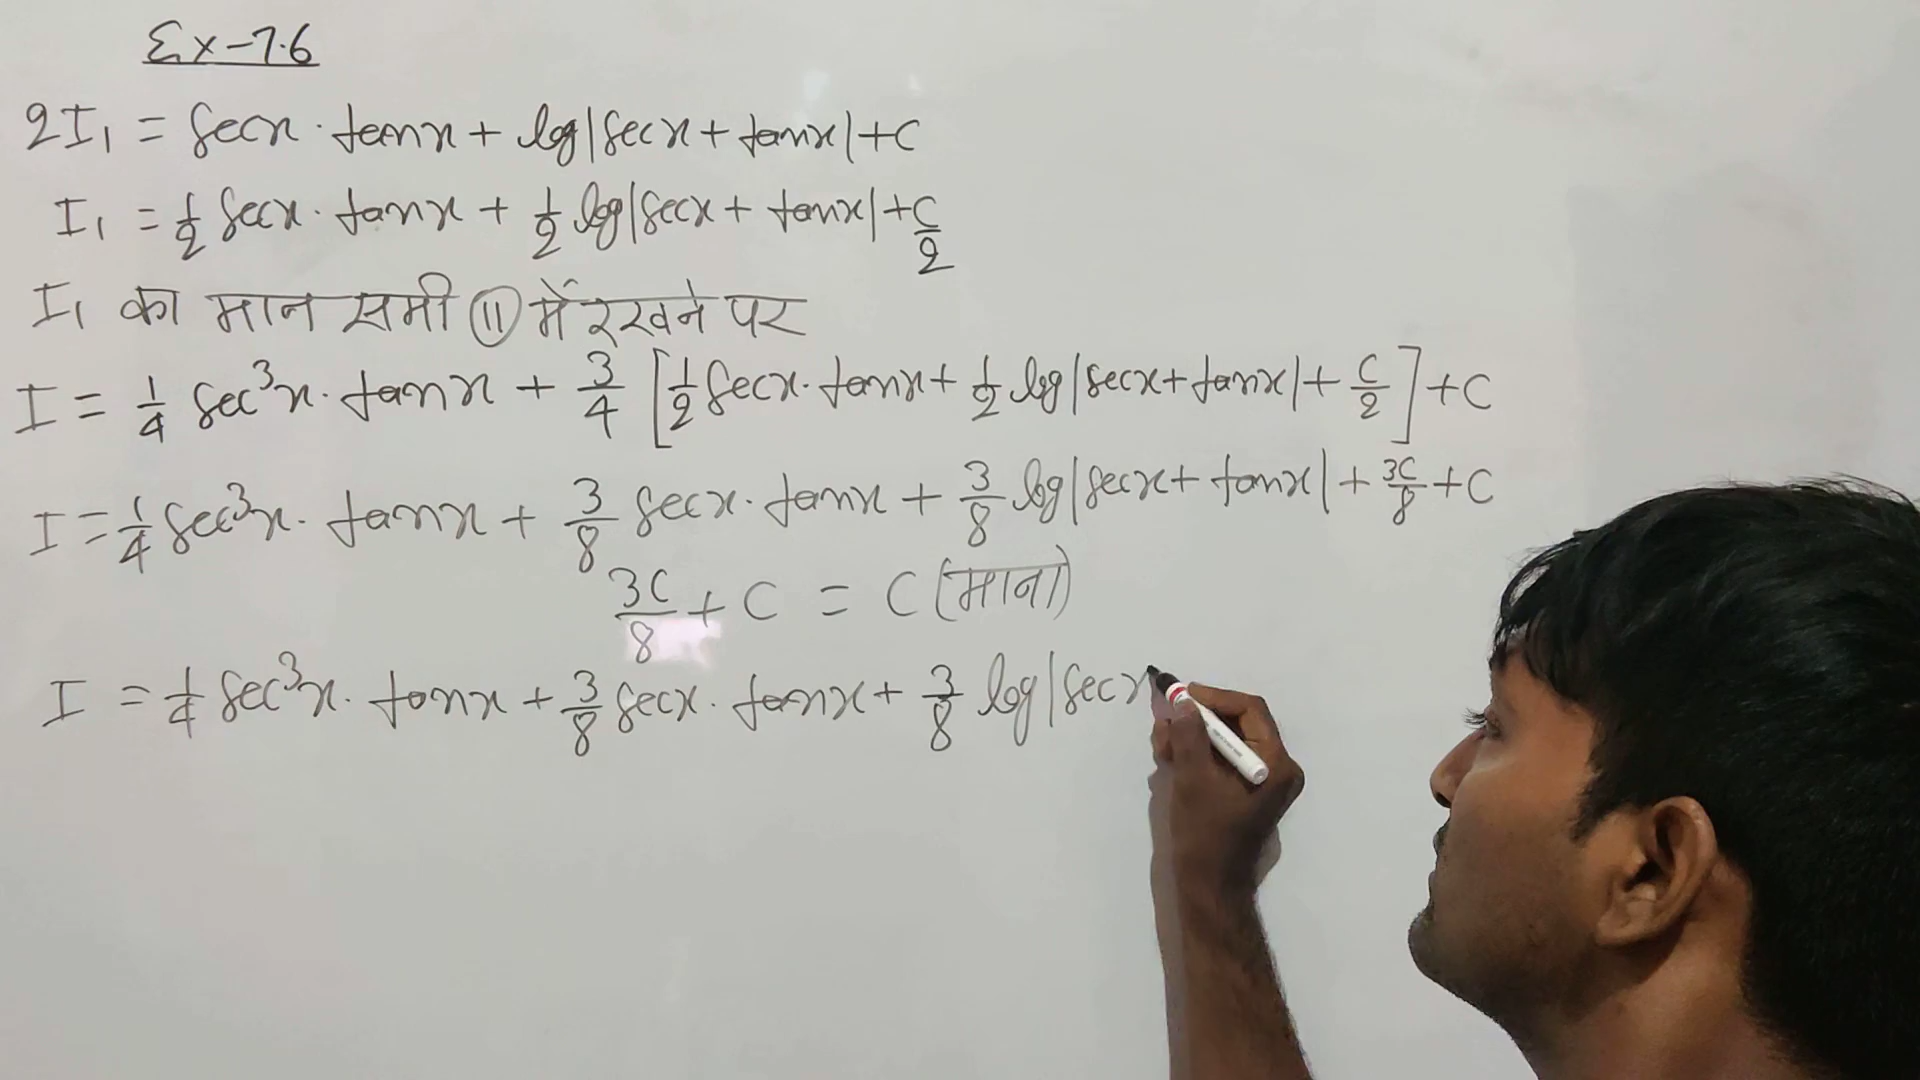 Ex-7.6
2I₁ = secx · tanx + log|secx + tanx| + C
I₁ = 1/2 secx · tanx + 1/2 log|secx + tanx| + C/2
I₁ का मान समी (II) में रखने पर
I = 1/4 sec³x · tanx + 3/4 [1/2 secx · tanx + 1/2 log|secx + tanx| + C/2] + C
I = 1/4 sec³x · tanx + 3/8 secx · tanx + 3/8 log|secx + tanx| + 3C/8 + C
3C/8 + C = C (माना)
I = 1/4 sec³x · tanx + 3/8 secx · tanx + 3/8 log|secx